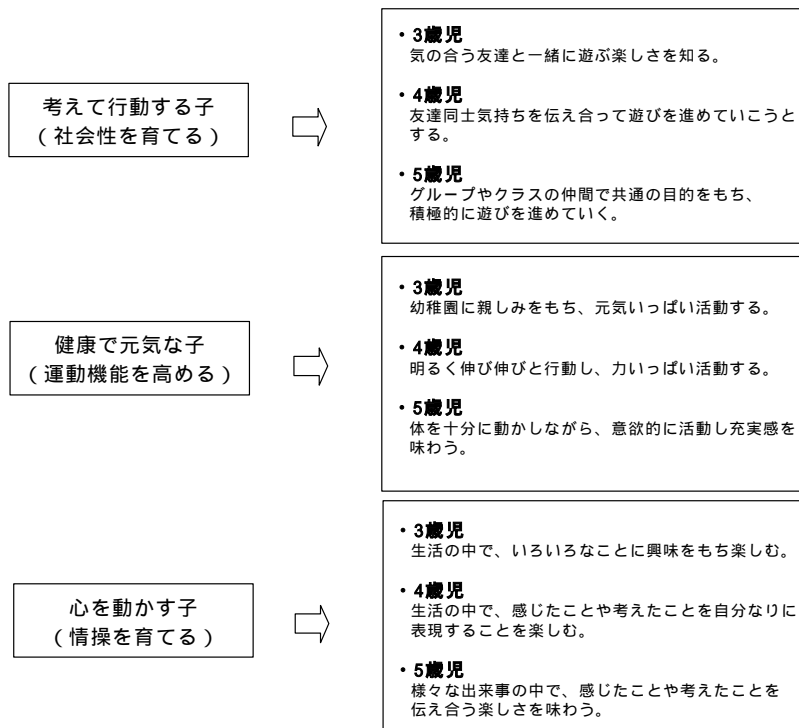 考えて行動する子
（社会性を育てる）
・3歳児
気の合う友達と一緒に遊ぶ楽しさを知る。
・4歳児
友達同士気持ちを伝え合って遊びを進めていこうと
する。
・5歳児
グループやクラスの仲間で共通の目的をもち、
積極的に遊びを進めていく。
健康で元気な子
（運動機能を高める）
・3歳児
幼稚園に親しみをもち、元気いっぱい活動する。
・4歳児
明るく伸び伸びと行動し、力いっぱい活動する。
・5歳児
体を十分に動かしながら、意欲的に活動し充実感を
味わう。
心を動かす子
（情操を育てる）
・3歳児
生活の中で、いろいろなことに興味をもち楽しむ。
・4歳児
生活の中で、感じたことや考えたことを自分なりに
表現することを楽しむ。
・5歳児
様々な出来事の中で、感じたことや考えたことを
伝え合う楽しさを味わう。